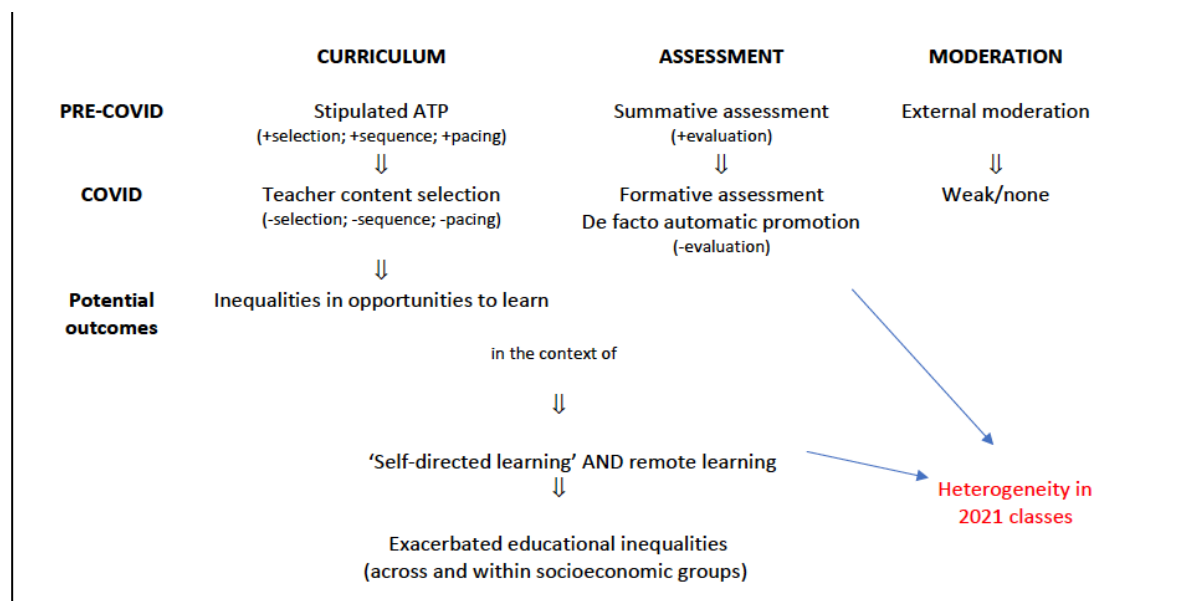 CURRICULUM ASSESSMENT MODERATION
PRE-COVID Stipulated ATP Summative assessment External moderation
(+selection; +sequence; +pacing) (+evaluation)
⇓ ⇓ ⇓
COVID Teacher content selection Formative assessment Weak/none
(-selection; -sequence; -pacing) De facto automatic promotion
(-evaluation)
⇓
Potential Inequalities in opportunities to learn
outcomes
in the context of
⇓
‘Self-directed learning’ AND remote learning
⇓
Heterogeneity in
2021 classes
Exacerbated educational inequalities
(across and within socioeconomic groups)